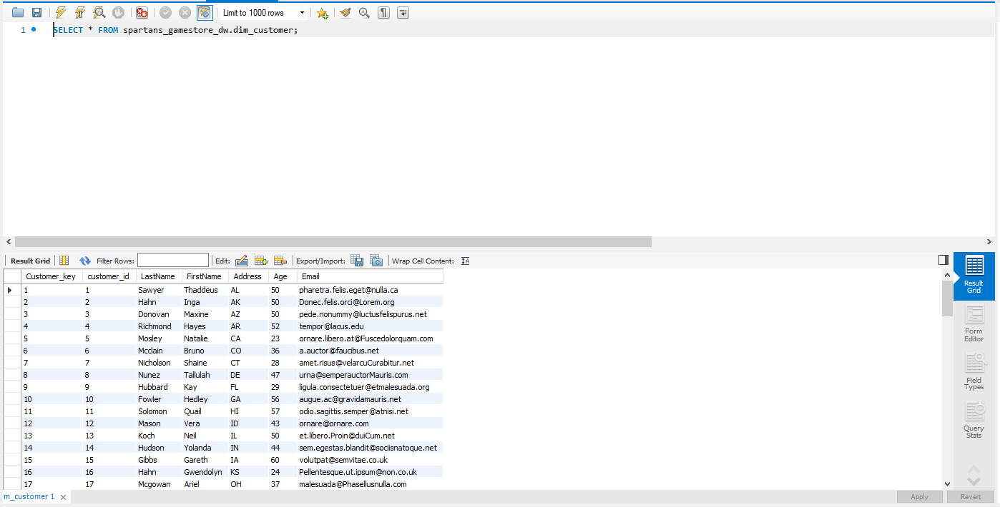 Limit to 1000 rows
1 SELECT * FROM spartans_gamestore_dw.dim_customer;
Result Grid Filter Rows: Edit: Export/Import: Wrap Cell Content:
Customer_key customer_id LastName FirstName Address Age Email
1 1 Sawyer Thaddeus AL 50 pharetra.felis.eget@nulla.ca
2 2 Hahn Inga AK 50 Donec.felis.orci@Lorem.org
3 3 Donovan Maxine AZ 50 pede.nonummy@luctusfelispurus.net
4 4 Richmond Hayes AR 52 tempor@lacus.edu
5 5 Mosley Natalie CA 23 ornare.libero.at@Fuscedolorquam.com
6 6 Mcclain Bruno CO 36 a.auctor@faucibus.net
7 7 Nicholson Shaine CT 28 amet.risus@velarcuCurabitur.net
8 8 Nunez Tallulah DE 47 urna@semperauctorMauris.com
9 9 Hubbard Kay FL 29 ligula.consectetuer@etmalesuada.org
10 10 Fowler Hedley GA 56 augue.ac@gravidamauris.net
11 11 Solomon Quail HI 57 odio.sagittis.semper@atnisi.net
12 12 Mason Vera ID 43 ornare@ornare.com
13 13 Koch Neil IL 50 et.libero.Proin@duiCum.net
14 14 Hudson Yolanda IN 44 sem.egestas.blandit@sociisnatoque.net
15 15 Gibbs Gareth IA 60 volutpat@semvitae.co.uk
16 16 Hahn Gwendolyn KS 24 Pellentesque.ut.ipsum@non.co.uk
17 17 Mcgowan Ariel OH 37 malesuada@Phasellusnulla.com
Result
Grid
Form
Editor
Field
Types
Query
Stats
m_customer 1
Apply Revert